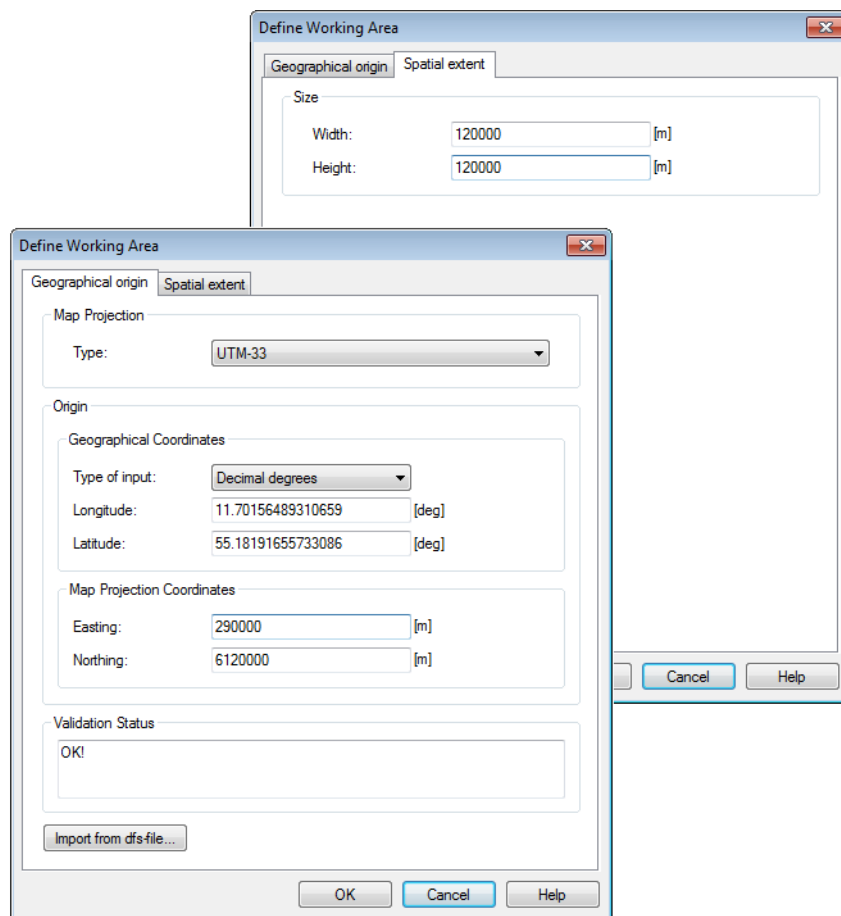 Define Working Area
Geographical origin
Spatial extent
Size
Width: 120000 [m]
Height: 120000 [m]
Cancel
Help
Define Working Area
Geographical origin
Spatial extent
Map Projection
Type: UTM-33
Origin
Geographical Coordinates
Type of input: Decimal degrees
Longitude: 11.70156489310659 [deg]
Latitude: 55.18191655733086 [deg]
Map Projection Coordinates
Easting: 290000 [m]
Northing: 6120000 [m]
Validation Status
OK!
Import from dfs-file...
OK
Cancel
Help